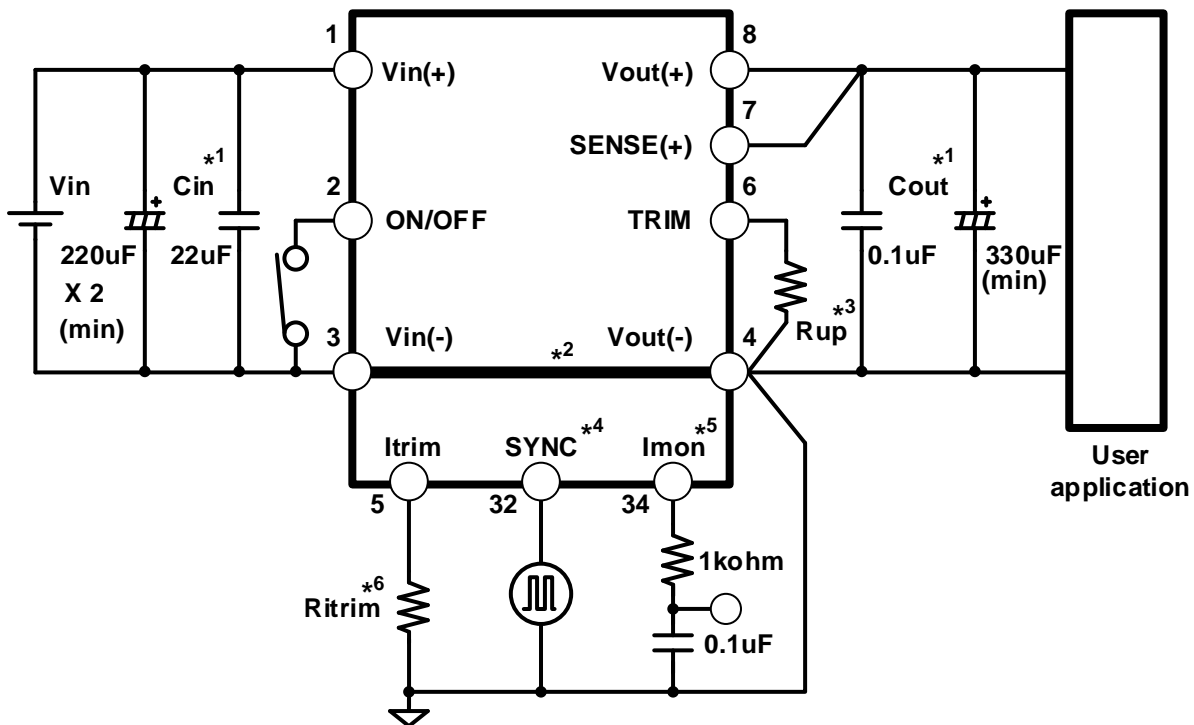 1
8
Vin(+)
Vout(+)
7
SENSE(+)
*1
*1
Vin
Cin
2
6
Cout
ON/OFF
TRIM
220uF
22uF
0.1uF
330uF
X 2
(min)
(min)
3
Vin(-)
*2
Vout(-)
4
Rup*3
Itrim
SYNC*4
Imon*5
5
32
34
User
application
1kohm
Ritrim*6
0.1uF